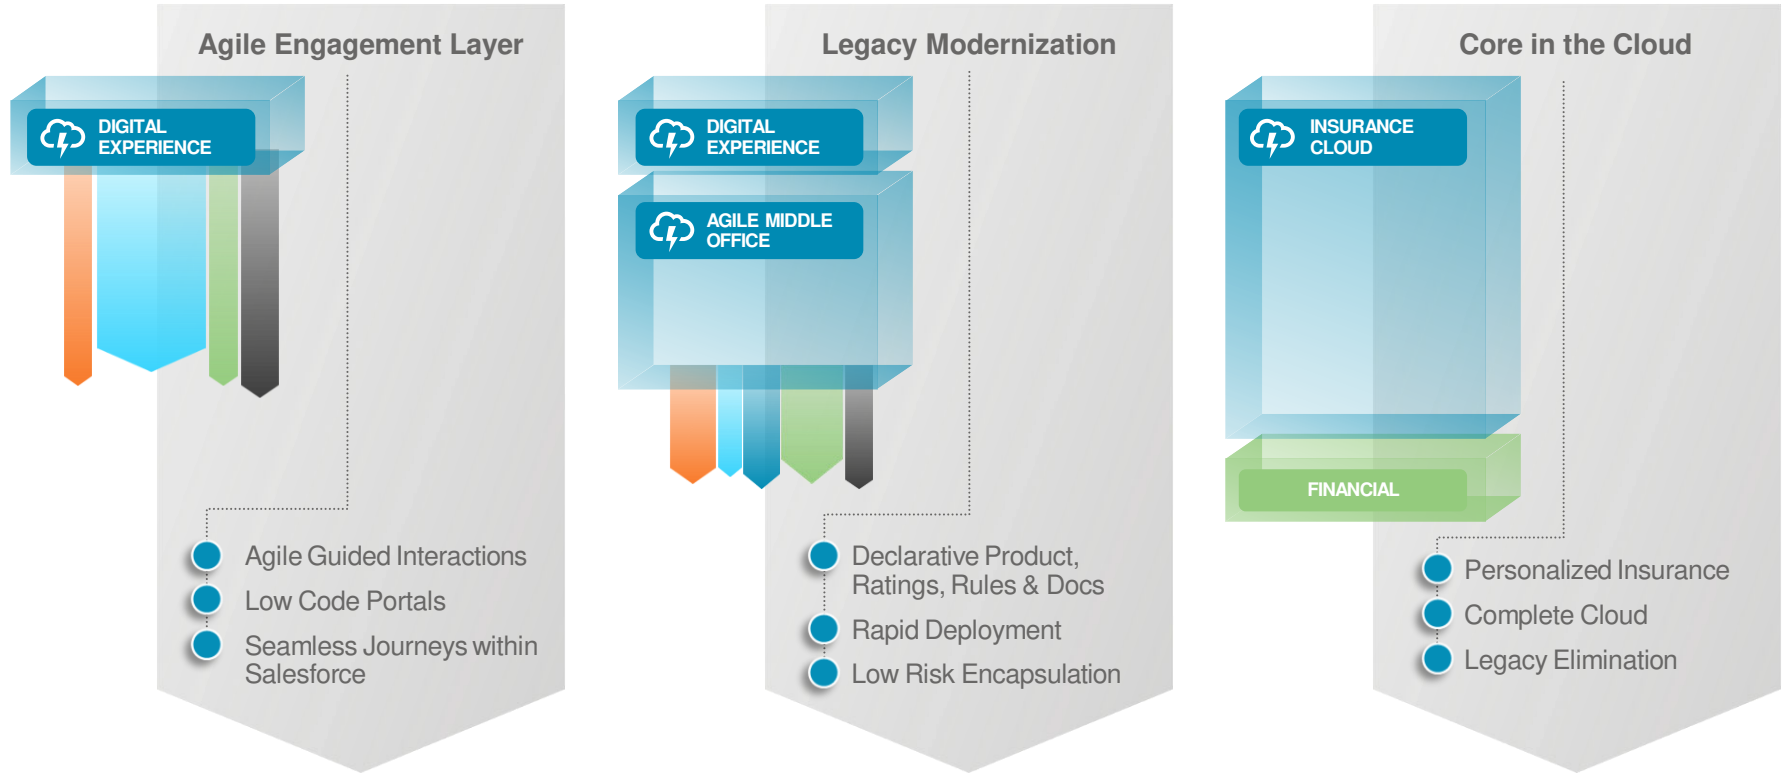 Agile Engagement Layer
DIGITAL
EXPERIENCE
Agile Guided Interactions
Low Code Portals
Seamless Journeys within
Salesforce
Legacy Modernization
DIGITAL
EXPERIENCE
AGILE MIDDLE
OFFICE
Declarative Product,
Ratings, Rules & Docs
Rapid Deployment
Low Risk Encapsulation
Core in the Cloud
INSURANCE
CLOUD
FINANCIAL
Personalized Insurance
Complete Cloud
Legacy Elimination